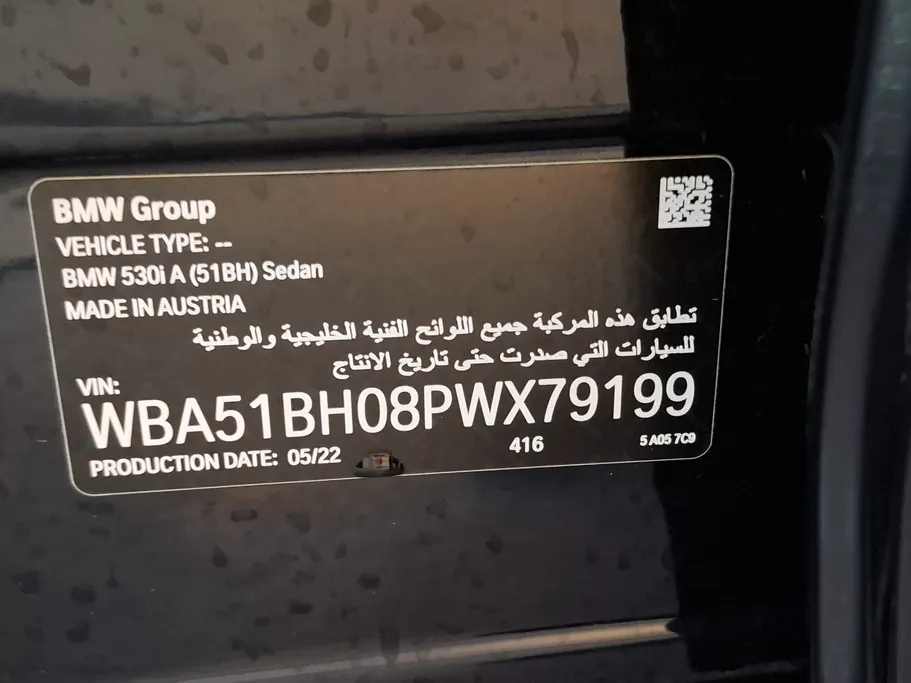 BMW Group
VEHICLE TYPE: --
BMW 530i A (51BH) Sedan
MADE IN AUSTRIA
تطابق هذه المركبة جميع اللوائح الفنية الخليجية والوطنية
للسيارات التي صدرت حتى تاريخ الانتاج
VIN:
WBA51BH08PWX79199
PRODUCTION DATE: 05/22
416
5 A05 7C9